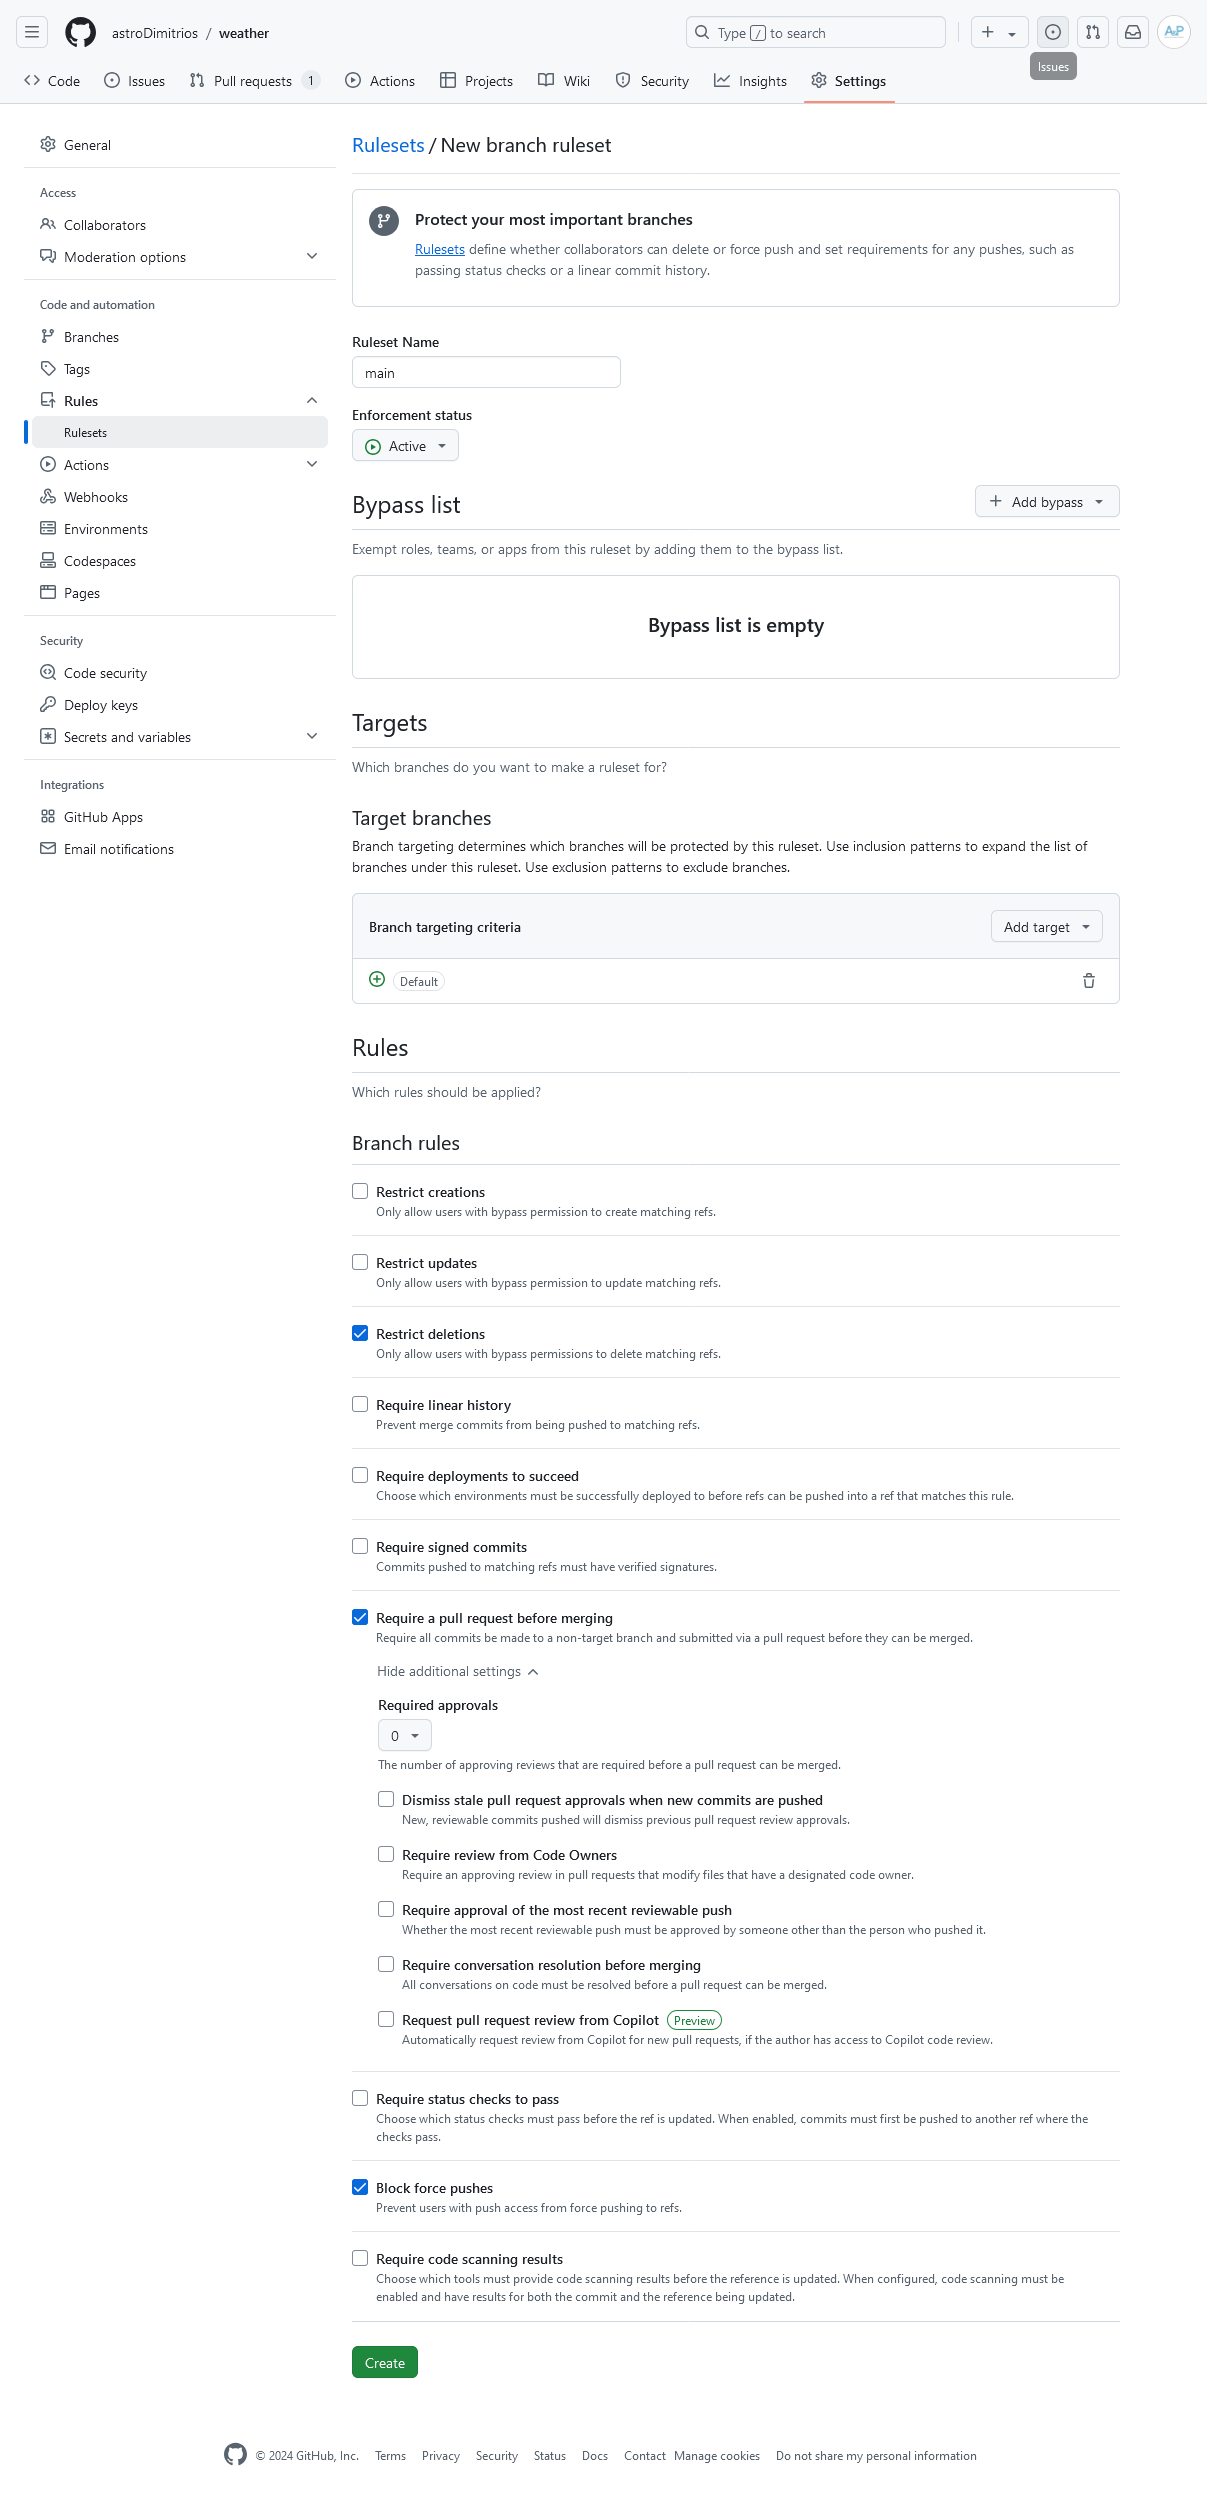 astroDimitrios / weather
Type / to search
Code Issues Pull requests 1 Actions Projects Wiki Security Insights Settings
Issues
General
Access
Collaborators
Moderation options
Code and automation
Branches
Tags
Rules
Rulesets
Actions
Webhooks
Environments
Codespaces
Pages
Security
Code security
Deploy keys
Secrets and variables
Integrations
GitHub Apps
Email notifications
Rulesets / New branch ruleset
Protect your most important branches
Rulesets define whether collaborators can delete or force push and set requirements for any pushes, such as
passing status checks or a linear commit history.
Ruleset Name
main
Enforcement status
Active
Bypass list
Add bypass
Exempt roles, teams, or apps from this ruleset by adding them to the bypass list.
Bypass list is empty
Targets
Which branches do you want to make a ruleset for?
Target branches
Branch targeting determines which branches will be protected by this ruleset. Use inclusion patterns to expand the list of
branches under this ruleset. Use exclusion patterns to exclude branches.
Branch targeting criteria
Add target
Default
Rules
Which rules should be applied?
Branch rules
Restrict creations
Only allow users with bypass permission to create matching refs.
Restrict updates
Only allow users with bypass permission to update matching refs.
Restrict deletions
Only allow users with bypass permissions to delete matching refs.
Require linear history
Prevent merge commits from being pushed to matching refs.
Require deployments to succeed
Choose which environments must be successfully deployed to before refs can be pushed into a ref that matches this rule.
Require signed commits
Commits pushed to matching refs must have verified signatures.
Require a pull request before merging
Require all commits be made to a non-target branch and submitted via a pull request before they can be merged.
Hide additional settings
Required approvals
0
The number of approving reviews that are required before a pull request can be merged.
Dismiss stale pull request approvals when new commits are pushed
New, reviewable commits pushed will dismiss previous pull request review approvals.
Require review from Code Owners
Require an approving review in pull requests that modify files that have a designated code owner.
Require approval of the most recent reviewable push
Whether the most recent reviewable push must be approved by someone other than the person who pushed it.
Require conversation resolution before merging
All conversations on code must be resolved before a pull request can be merged.
Request pull request review from Copilot Preview
Automatically request review from Copilot for new pull requests, if the author has access to Copilot code review.
Require status checks to pass
Choose which status checks must pass before the ref is updated. When enabled, commits must first be pushed to another ref where the
checks pass.
Block force pushes
Prevent users with push access from force pushing to refs.
Require code scanning results
Choose which tools must provide code scanning results before the reference is updated. When configured, code scanning must be
enabled and have results for both the commit and the reference being updated.
Create
© 2024 GitHub, Inc. Terms Privacy Security Status Docs Contact Manage cookies Do not share my personal information